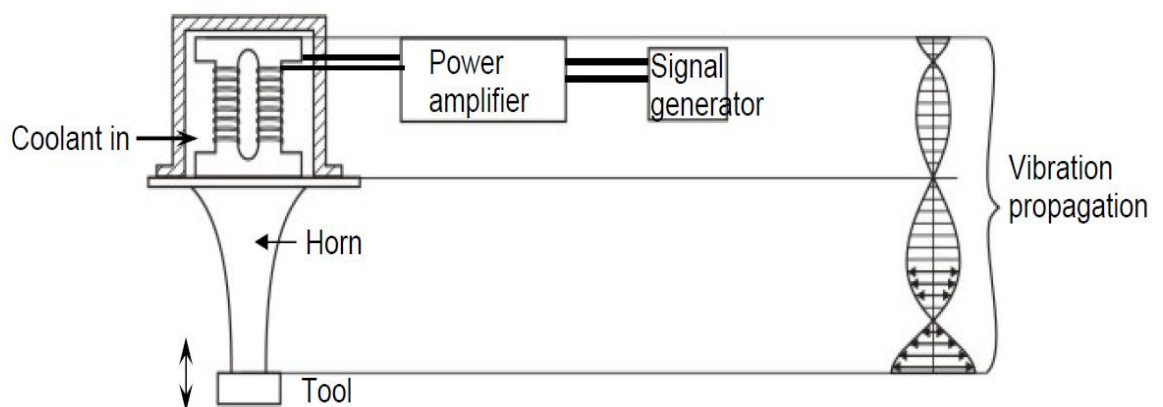 Power
amplifier
Signal
generator
Coolant in
Vibration
propagation
Horn
Tool